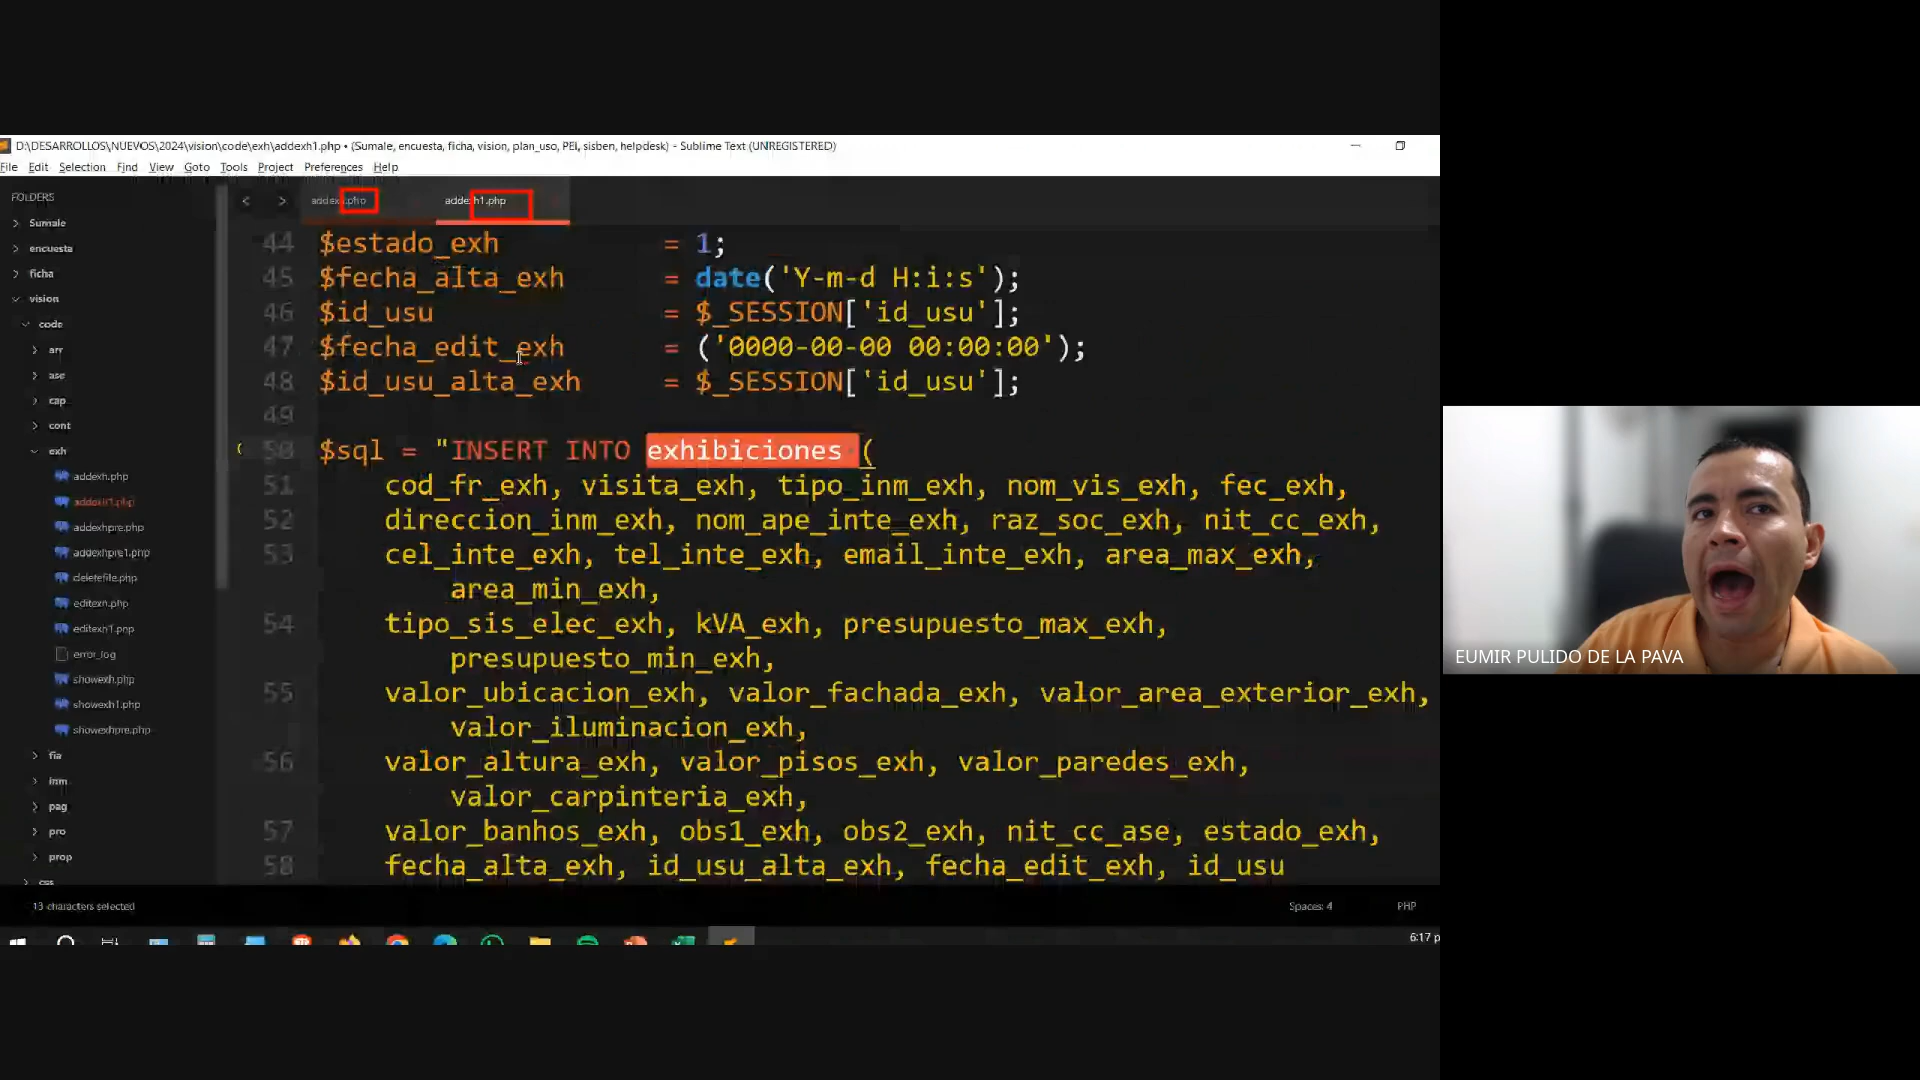 D:\DESARROLLOS\NUEVOS\2024\vision\code\exh\addexh1.php • (Sumale, encuesta, ficha, vision, plan_uso, PEI, sisben, helpdesk) - Sublime Text (UNREGISTERED)
File Edit Selection Find View Goto Tools Project Preferences Help
FOLDERS
Sumale
encuesta
ficha
vision
code
arr
ase
cap
cont
exh
addexh.php
addexh1.php
addexhpre.php
addexhpre1.php
deletefile.php
editexh.php
editexh1.php
error_log
showexh.php
showexh1.php
showexhpre.php
fia
inm
pag
pro
prop
css
addexh.php addexh1.php
44 $estado_exh = 1;
45 $fecha_alta_exh = date('Y-m-d H:i:s');
46 $id_usu = $_SESSION['id_usu'];
47 $fecha_edit_exh = ('0000-00-00 00:00:00');
48 $id_usu_alta_exh = $_SESSION['id_usu'];
49
50 $sql = "INSERT INTO exhibiciones (
51 cod_fr_exh, visita_exh, tipo_inm_exh, nom_vis_exh, fec_exh,
52 direccion_inm_exh, nom_ape_inte_exh, raz_soc_exh, nit_cc_exh,
53 cel_inte_exh, tel_inte_exh, email_inte_exh, area_max_exh,
area_min_exh,
54 tipo_sis_elec_exh, kVA_exh, presupuesto_max_exh,
presupuesto_min_exh,
55 valor_ubicacion_exh, valor_fachada_exh, valor_area_exterior_exh,
valor_iluminacion_exh,
56 valor_altura_exh, valor_pisos_exh, valor_paredes_exh,
valor_carpinteria_exh,
57 valor_banhos_exh, obs1_exh, obs2_exh, nit_cc_ase, estado_exh,
58 fecha_alta_exh, id_usu_alta_exh, fecha_edit_exh, id_usu
13 characters selected
Spaces: 4
PHP
6:17 p
EUMIR PULIDO DE LA PAVA